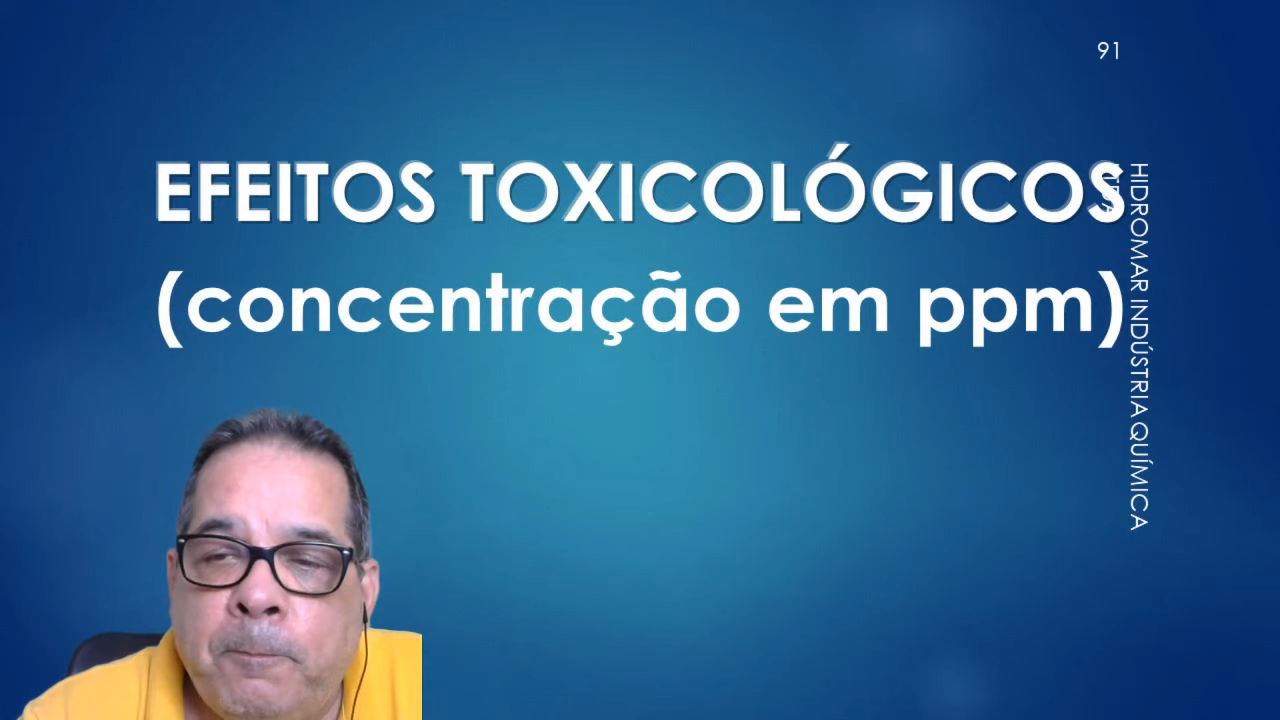 91
EFEITOS TOXICOLÓGICOS
(concentração em ppm)
HIDROMAR INDÚSTRIA QUÍMICA